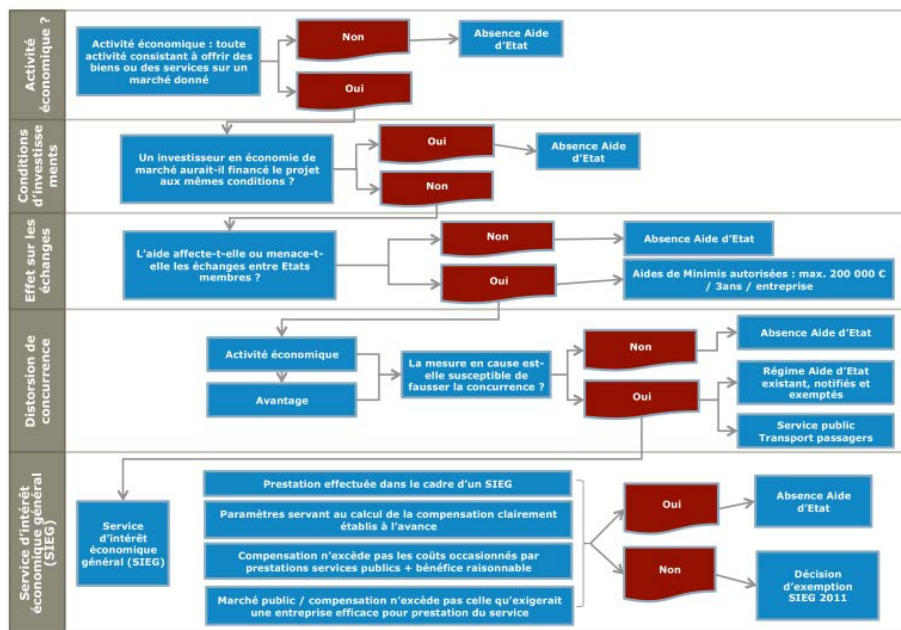 Activité
économique ?
Activité économique : toute
activité consistant à offrir des
biens ou des services sur un
marché donné
Non
Absence Aide
d'Etat
Oui
Conditions
d'investisse
ments
Un investisseur en économie de
marché aurait-il financé le projet
aux mêmes conditions ?
Oui
Absence Aide
d'Etat
Non
Effet sur les
échanges
L'aide affecte-t-elle ou menace-t-
elle les échanges entre Etats
membres ?
Non
Absence Aide d'Etat
Oui
Aides de Minimis autorisées : max. 200 000 €
/ 3ans / entreprise
Distorsion de
concurrence
Activité économique
Avantage
La mesure en cause est-
elle susceptible de
fausser la concurrence ?
Non
Absence Aide d'Etat
Oui
Régime Aide d'Etat
existant, notifiés et
exemptés
Service public
Transport passagers
Service d'intérêt
économique général
(SIEG)
Service
d'intérêt
économique
général (SIEG)
Prestation effectuée dans le cadre d'un SIEG
Paramètres servant au calcul de la compensation clairement
établis à l'avance
Compensation n'excède pas les coûts occasionnés par
prestations services publics + bénéfice raisonnable
Marché public / compensation n'excède pas celle qu'exigerait
une entreprise efficace pour prestation du service
Oui
Absence Aide
d'Etat
Non
Décision
d'exemption
SIEG 2011